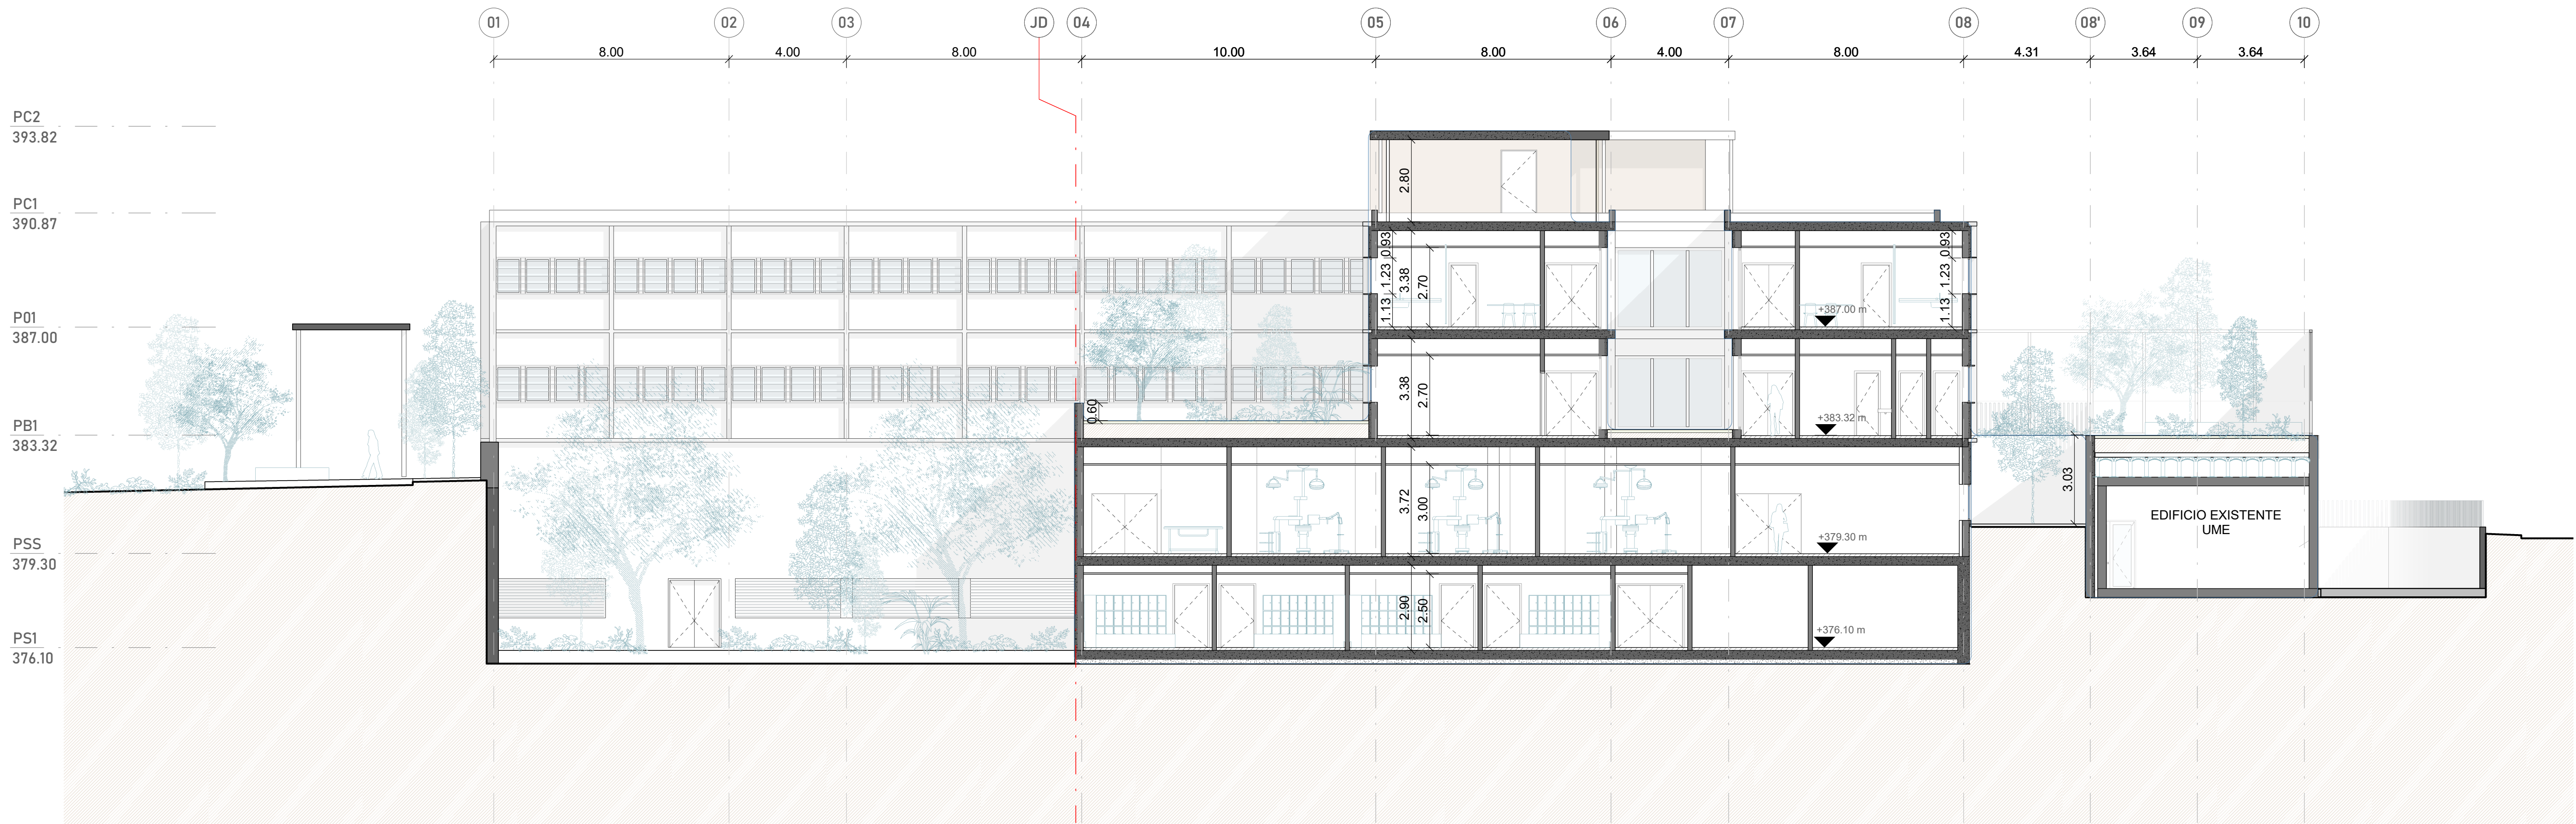 01 02 03 JD 04 05 06 07 08 08' 09 10
8.00 4.00 8.00 10.00 8.00 4.00 8.00 4.31 3.64 3.64
PC2
393.82
2.80
PC1
390.87
0.93 0.93
1.23 3.38 2.70 1.23
1.13 +387.00 m 1.13
P01
387.00
3.38 2.70
0.60 +383.32 m
PB1
383.32
3.72 3.00 3.03
EDIFICIO EXISTENTE
UME
+379.30 m
PSS
379.30
2.90 2.50
+376.10 m
PS1
376.10